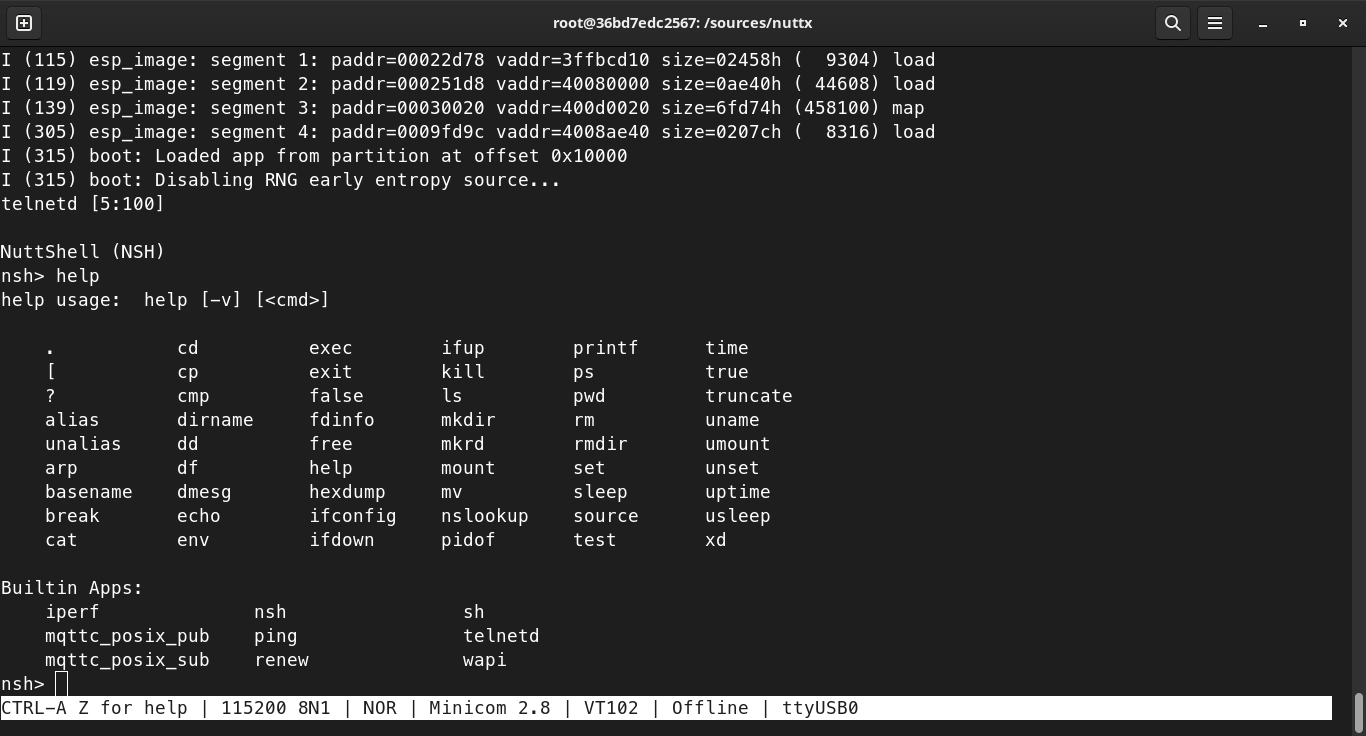 root@36bd7edc2567: /sources/nuttx
I (115) esp_image: segment 1: paddr=00022d78 vaddr=3ffbcd10 size=02458h (  9304) load
I (119) esp_image: segment 2: paddr=000251d8 vaddr=40080000 size=0ae40h ( 44608) load
I (139) esp_image: segment 3: paddr=00030020 vaddr=400d0020 size=6fd74h (458100) map
I (305) esp_image: segment 4: paddr=0009fd9c vaddr=4008ae40 size=0207ch (  8316) load
I (315) boot: Loaded app from partition at offset 0x10000
I (315) boot: Disabling RNG early entropy source...
telnetd [5:100]
NuttShell (NSH)
nsh> help
help usage:  help [-v] [<cmd>]
    .           cd          exec        ifup        printf      time
    [           cp          exit        kill        ps          true
    ?           cmp         false       ls          pwd         truncate
    alias       dirname     fdinfo      mkdir       rm          uname
    unalias     dd          free        mkrd        rmdir       umount
    arp         df          help        mount       set         unset
    basename    dmesg       hexdump     mv          sleep       uptime
    break       echo        ifconfig    nslookup    source      usleep
    cat         env         ifdown      pidof       test        xd
Builtin Apps:
    iperf              nsh                sh
    mqttc_posix_pub    ping               telnetd
    mqttc_posix_sub    renew              wapi
nsh>
CTRL-A Z for help | 115200 8N1 | NOR | Minicom 2.8 | VT102 | Offline | ttyUSB0